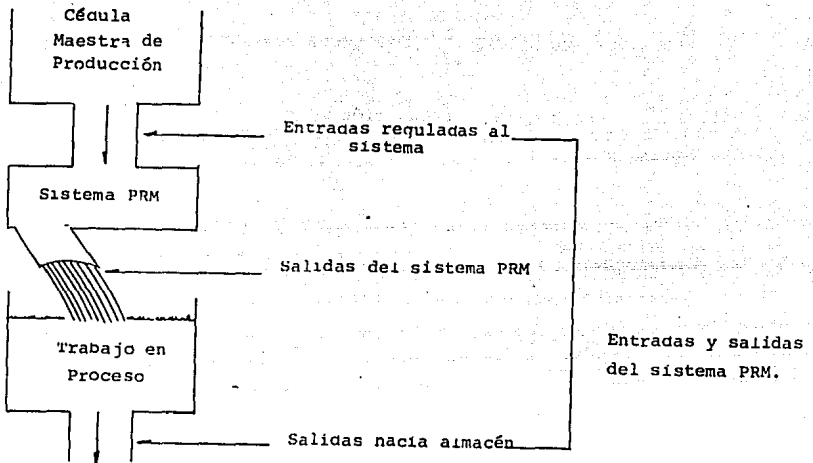 Cédula
Maestra de
Producción
Entradas reguladas al
sistema
Sistema PRM
Salidas del sistema PRM
Trabajo en
Proceso
Entradas y salidas
del sistema PRM.
Salidas hacia almacén